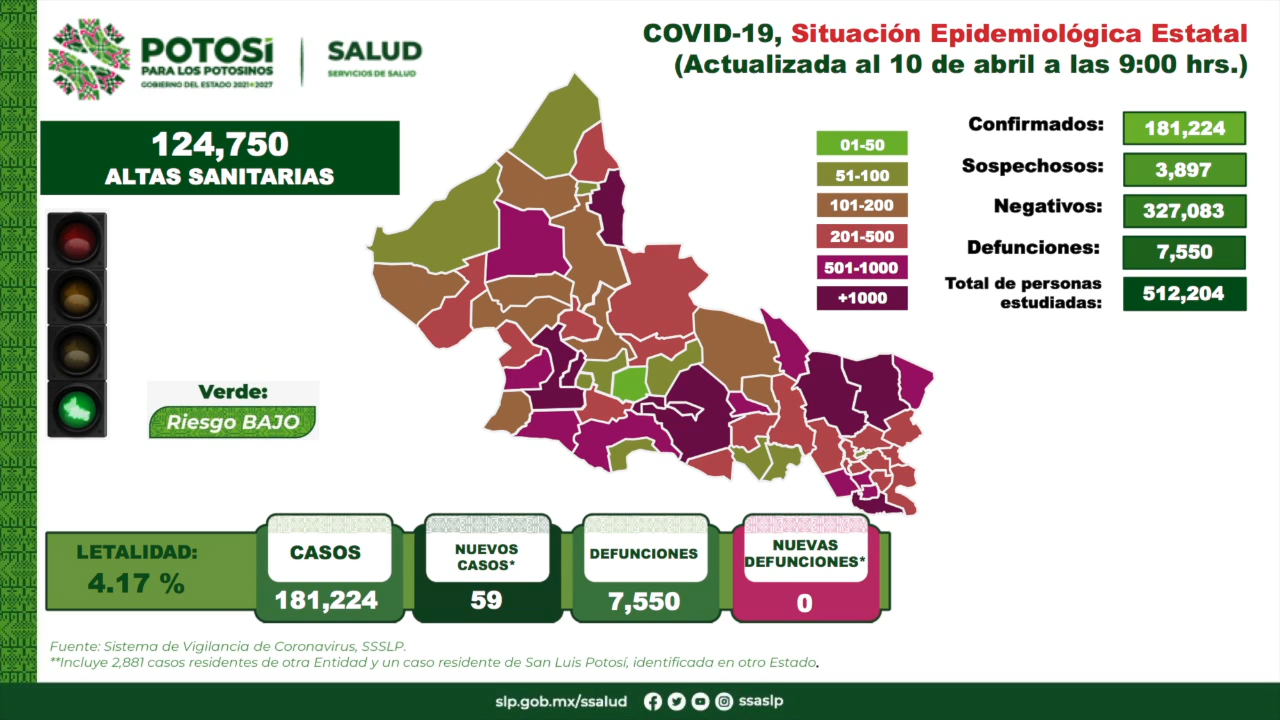 POTOSÍ
PARA LOS POTOSINOS
GOBIERNO DEL ESTADO 2021•2027
SALUD
SERVICIOS DE SALUD
COVID-19, Situación Epidemiológica Estatal
(Actualizada al 10 de abril a las 9:00 hrs.)
124,750
ALTAS SANITARIAS
01-50
51-100
101-200
201-500
501-1000
+1000
Confirmados: 181,224
Sospechosos: 3,897
Negativos: 327,083
Defunciones: 7,550
Total de personas
estudiadas: 512,204
Verde:
Riesgo BAJO
LETALIDAD:
4.17 %
CASOS
181,224
NUEVOS
CASOS*
59
DEFUNCIONES
7,550
NUEVAS
DEFUNCIONES*
0
Fuente: Sistema de Vigilancia de Coronavirus, SSSLP.
**Incluye 2,881 casos residentes de otra Entidad y un caso residente de San Luis Potosí, identificada en otro Estado.
slp.gob.mx/ssalud ssaslp